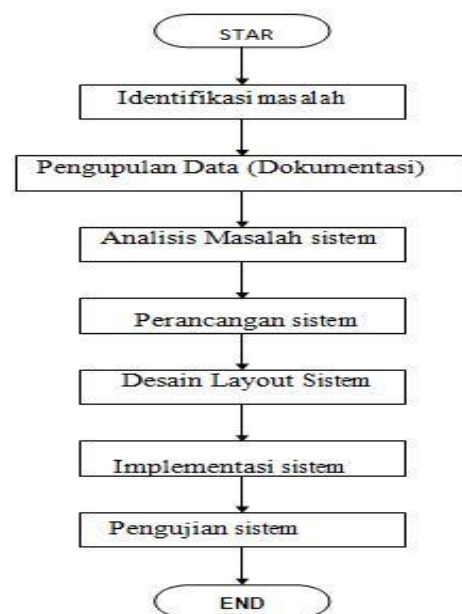 STAR
Identifikasi masalah
Pengupulan Data (Dokumentasi)
Analisis Masalah sistem
Perancangan sistem
Desain Layout Sistem
Implementasi sistem
Pengujian sistem
END